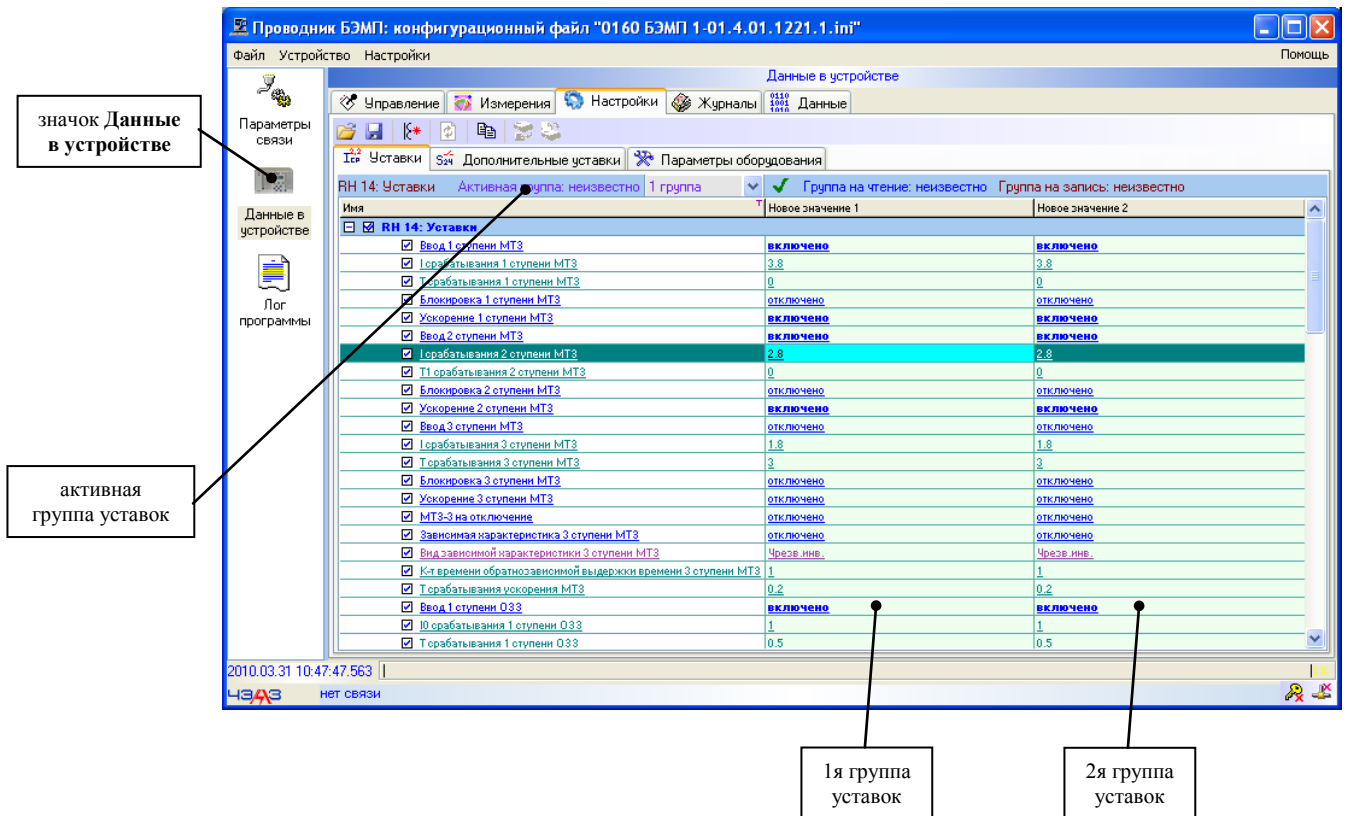 Проводник БЭМП: конфигурационный файл "0160 БЭМП 1-01.4.01.1221.1.ini"
Файл Устройство Настройки Помощь
Данные в устройстве
Управление Измерения Настройки Журналы Данные
значок Данные
в устройстве
Параметры
связи
Данные в
устройстве
Лог
программы
Уставки Дополнительные уставки Параметры оборудования
RH 14: Уставки Активная группа: неизвестно 1 группа Группа на чтение: неизвестно Группа на запись: неизвестно
Имя Новое значение 1 Новое значение 2
RH 14: Уставки
Ввод 1 ступени МТЗ включено включено
I срабатывания 1 ступени МТЗ 3.8 3.8
T срабатывания 1 ступени МТЗ 0 0
Блокировка 1 ступени МТЗ отключено отключено
Ускорение 1 ступени МТЗ включено включено
Ввод 2 ступени МТЗ включено включено
I срабатывания 2 ступени МТЗ 2.8 2.8
T1 срабатывания 2 ступени МТЗ 0 0
Блокировка 2 ступени МТЗ отключено отключено
Ускорение 2 ступени МТЗ включено включено
Ввод 3 ступени МТЗ отключено отключено
I срабатывания 3 ступени МТЗ 1.8 1.8
T срабатывания 3 ступени МТЗ 3 3
Блокировка 3 ступени МТЗ отключено отключено
Ускорение 3 ступени МТЗ отключено отключено
МТЗ-3 на отключение отключено отключено
Зависимая характеристика 3 ступени МТЗ отключено отключено
Вид зависимой характеристики 3 ступени МТЗ Чрезв.инв. Чрезв.инв.
К-т времени обратнозависимой выдержки времени 3 ступени МТЗ 1 1
T срабатывания ускорения МТЗ 0.2 0.2
Ввод 1 ступени ОЗЗ включено включено
I0 срабатывания 1 ступени ОЗЗ 1 1
T срабатывания 1 ступени ОЗЗ 0.5 0.5
активная
группа уставок
2010.03.31 10:47:47.563
ЧЭАЗ нет связи
1я группа
уставок
2я группа
уставок